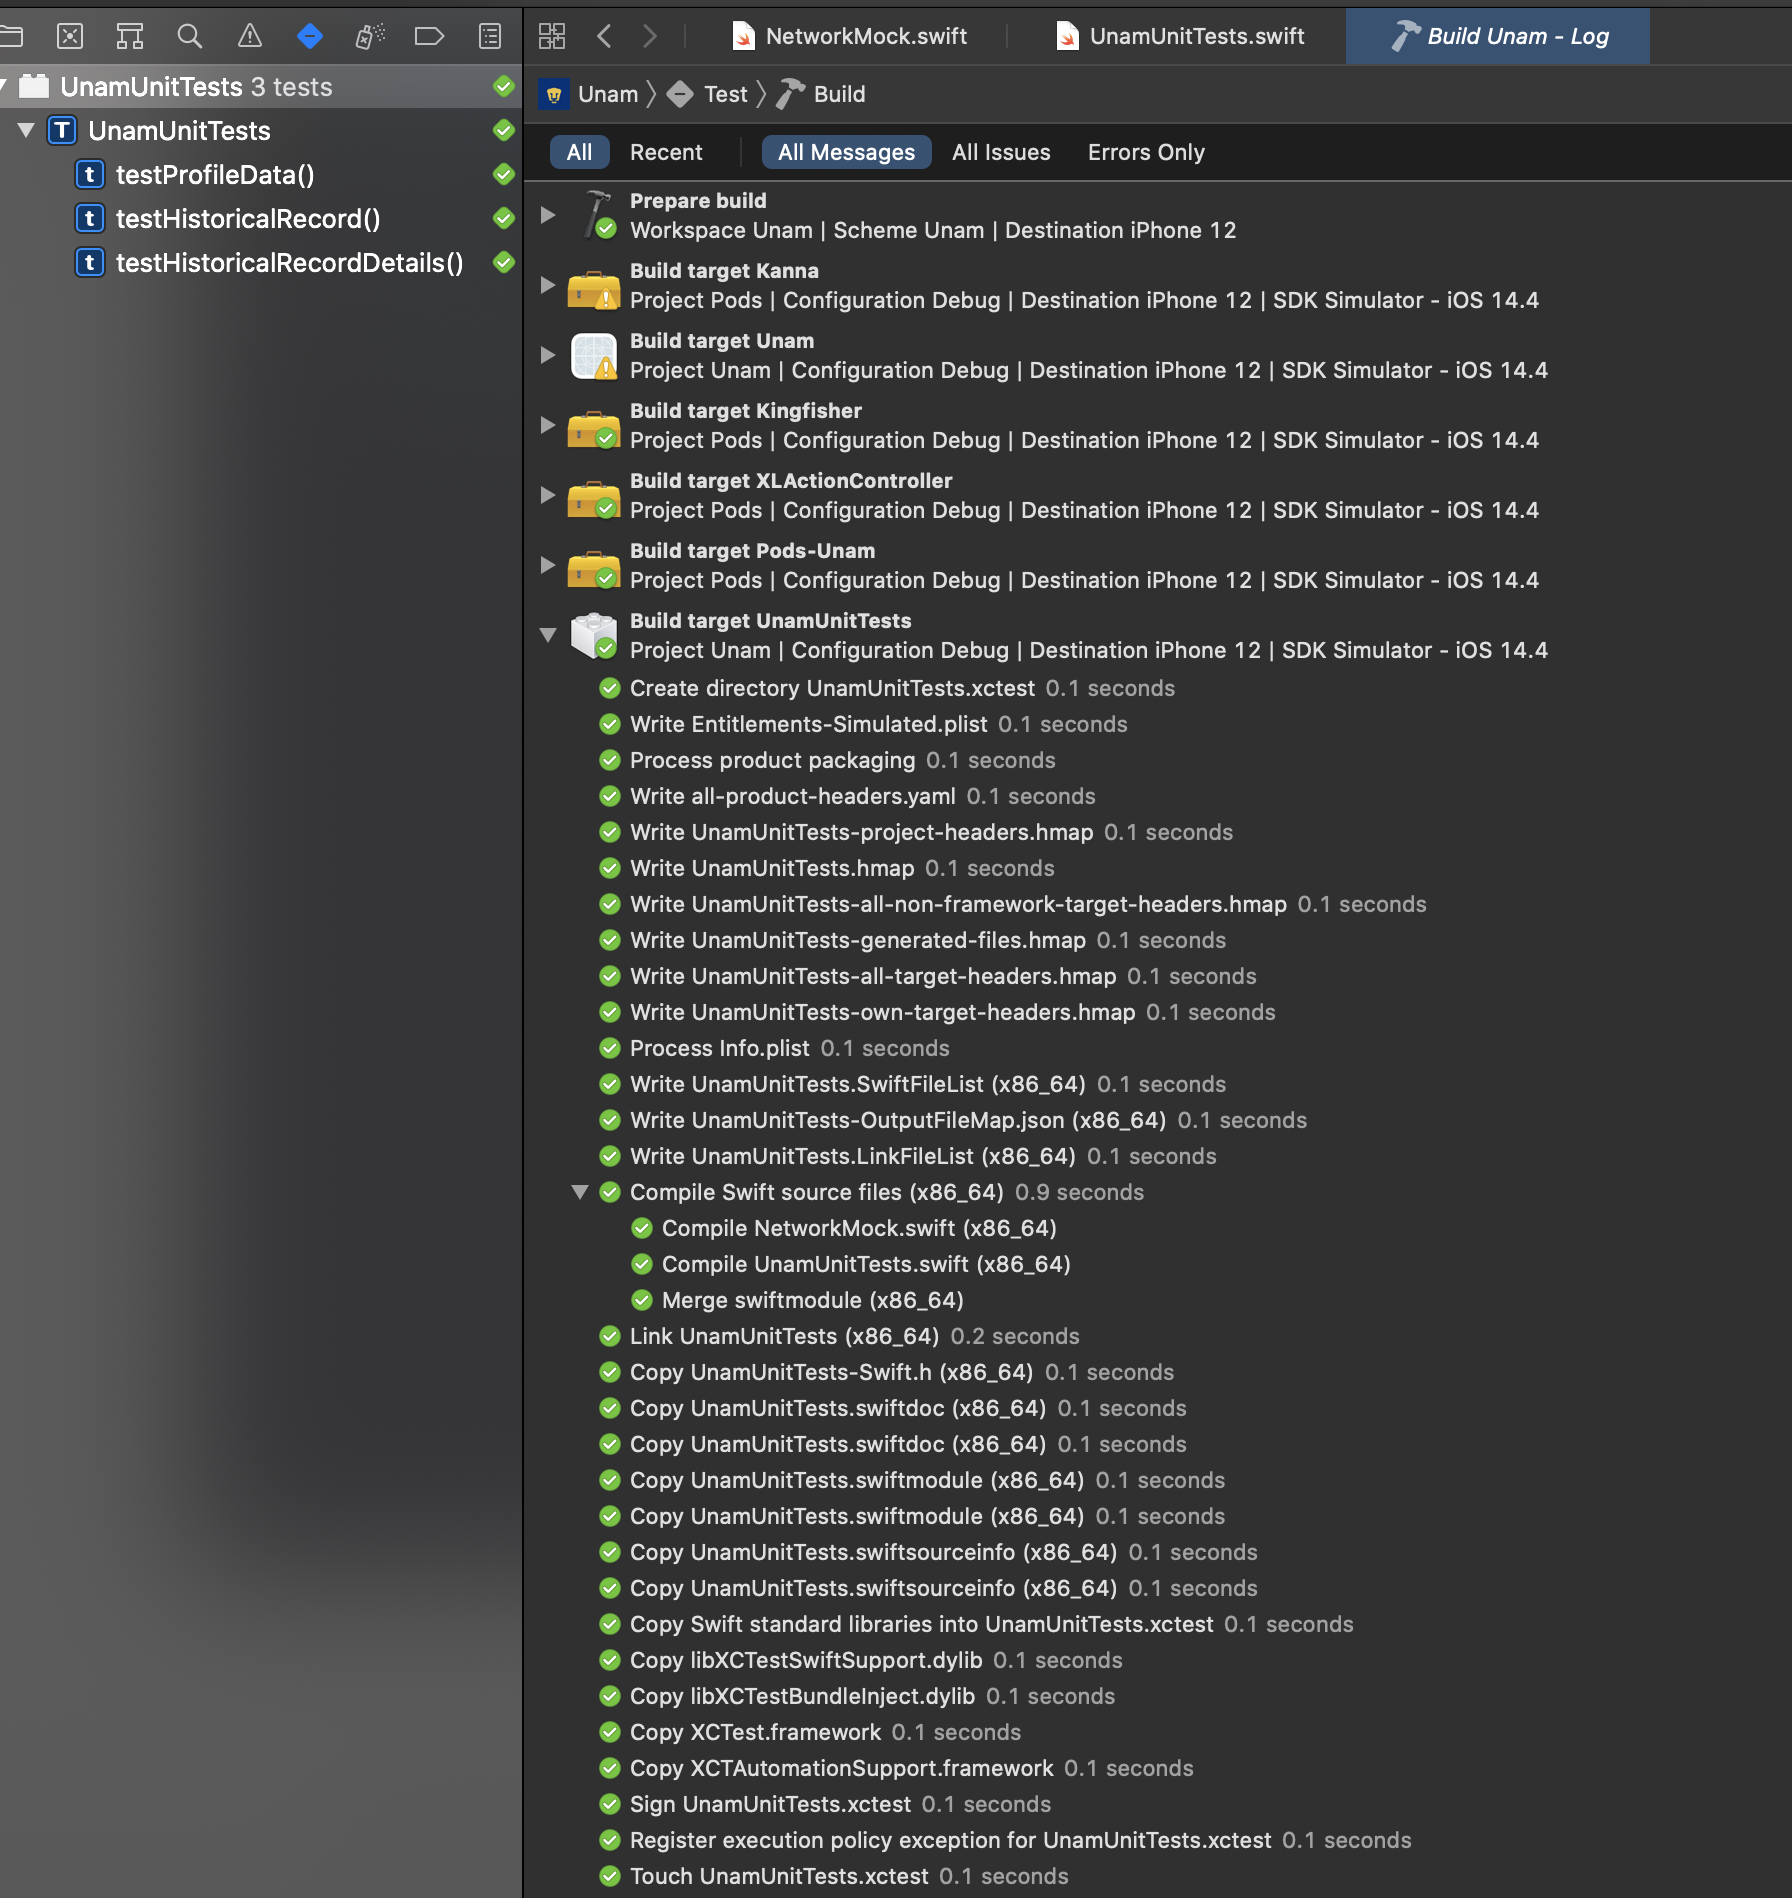 NetworkMock.swift
UnamUnitTests.swift
Build Unam - Log
UnamUnitTests 3 tests
T UnamUnitTests
t testProfileData()
t testHistoricalRecord()
t testHistoricalRecordDetails()
Unam Test Build
All Recent All Messages All Issues Errors Only
Prepare build
Workspace Unam | Scheme Unam | Destination iPhone 12
Build target Kanna
Project Pods | Configuration Debug | Destination iPhone 12 | SDK Simulator - iOS 14.4
Build target Unam
Project Unam | Configuration Debug | Destination iPhone 12 | SDK Simulator - iOS 14.4
Build target Kingfisher
Project Pods | Configuration Debug | Destination iPhone 12 | SDK Simulator - iOS 14.4
Build target XLActionController
Project Pods | Configuration Debug | Destination iPhone 12 | SDK Simulator - iOS 14.4
Build target Pods-Unam
Project Pods | Configuration Debug | Destination iPhone 12 | SDK Simulator - iOS 14.4
Build target UnamUnitTests
Project Unam | Configuration Debug | Destination iPhone 12 | SDK Simulator - iOS 14.4
Create directory UnamUnitTests.xctest 0.1 seconds
Write Entitlements-Simulated.plist 0.1 seconds
Process product packaging 0.1 seconds
Write all-product-headers.yaml 0.1 seconds
Write UnamUnitTests-project-headers.hmap 0.1 seconds
Write UnamUnitTests.hmap 0.1 seconds
Write UnamUnitTests-all-non-framework-target-headers.hmap 0.1 seconds
Write UnamUnitTests-generated-files.hmap 0.1 seconds
Write UnamUnitTests-all-target-headers.hmap 0.1 seconds
Write UnamUnitTests-own-target-headers.hmap 0.1 seconds
Process Info.plist 0.1 seconds
Write UnamUnitTests.SwiftFileList (x86_64) 0.1 seconds
Write UnamUnitTests-OutputFileMap.json (x86_64) 0.1 seconds
Write UnamUnitTests.LinkFileList (x86_64) 0.1 seconds
Compile Swift source files (x86_64) 0.9 seconds
Compile NetworkMock.swift (x86_64)
Compile UnamUnitTests.swift (x86_64)
Merge swiftmodule (x86_64)
Link UnamUnitTests (x86_64) 0.2 seconds
Copy UnamUnitTests-Swift.h (x86_64) 0.1 seconds
Copy UnamUnitTests.swiftdoc (x86_64) 0.1 seconds
Copy UnamUnitTests.swiftdoc (x86_64) 0.1 seconds
Copy UnamUnitTests.swiftmodule (x86_64) 0.1 seconds
Copy UnamUnitTests.swiftmodule (x86_64) 0.1 seconds
Copy UnamUnitTests.swiftsourceinfo (x86_64) 0.1 seconds
Copy UnamUnitTests.swiftsourceinfo (x86_64) 0.1 seconds
Copy Swift standard libraries into UnamUnitTests.xctest 0.1 seconds
Copy libXCTestSwiftSupport.dylib 0.1 seconds
Copy libXCTestBundleInject.dylib 0.1 seconds
Copy XCTest.framework 0.1 seconds
Copy XCTAutomationSupport.framework 0.1 seconds
Sign UnamUnitTests.xctest 0.1 seconds
Register execution policy exception for UnamUnitTests.xctest 0.1 seconds
Touch UnamUnitTests.xctest 0.1 seconds